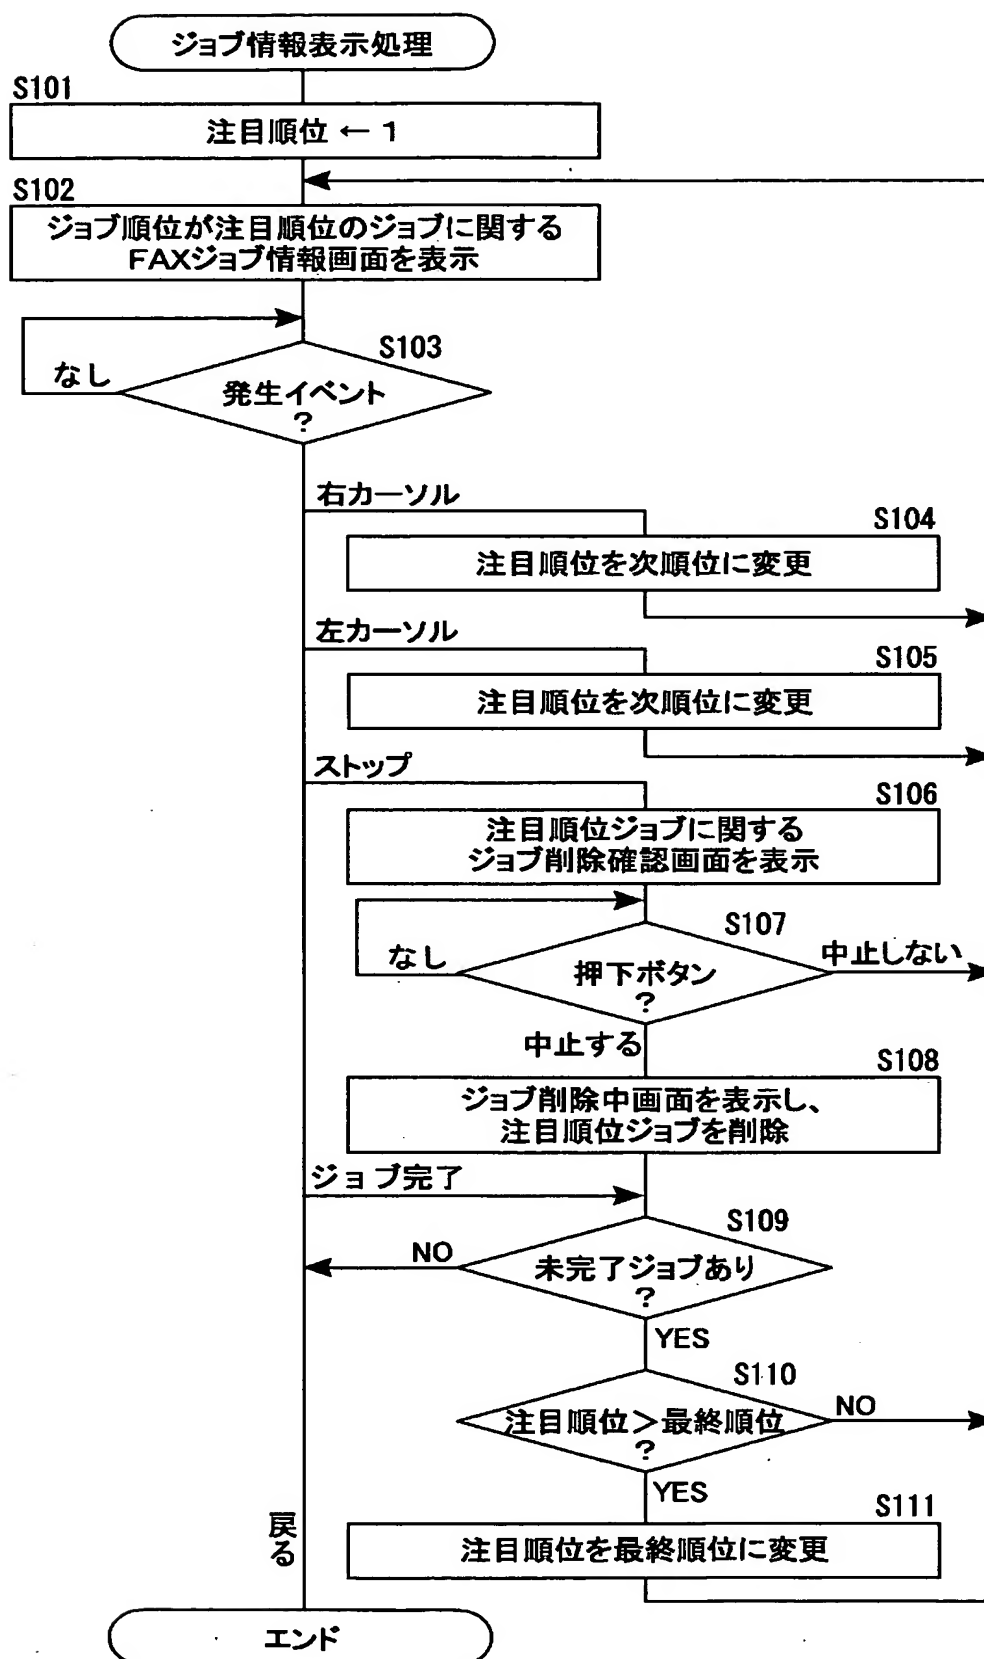 ジョブ情報表示処理
S101
注目順位 ← 1
S102
ジョブ順位が注目順位のジョブに関する
FAXジョブ情報画面を表示
S103
なし
発生イベント
?
右カーソル
S104
注目順位を次順位に変更
左カーソル
S105
注目順位を次順位に変更
ストップ
S106
注目順位ジョブに関する
ジョブ削除確認画面を表示
S107
なし
押下ボタン
?
中止しない
中止する
S108
ジョブ削除中画面を表示し、
注目順位ジョブを削除
ジョブ完了
S109
NO
未完了ジョブあり
?
YES
S110
注目順位＞最終順位
?
NO
YES
S111
注目順位を最終順位に変更
戻る
エンド